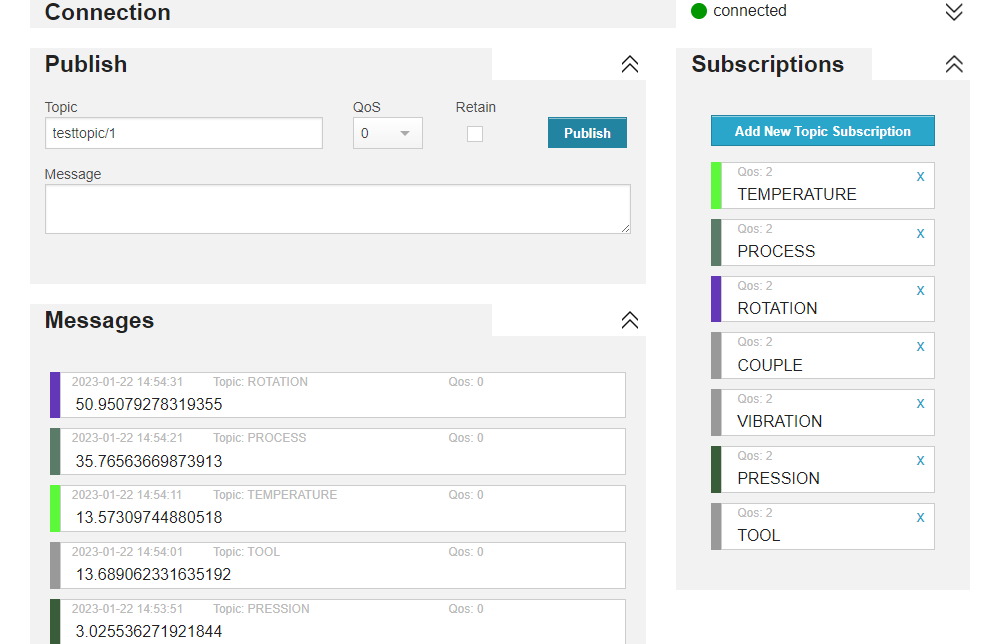 Connection
connected
Publish
Topic
QoS
Retain
testtopic/1
0
Publish
Message
Messages
2023-01-22 14:54:31 Topic: ROTATION Qos: 0
50.95079278319355
2023-01-22 14:54:21 Topic: PROCESS Qos: 0
35.76563669873913
2023-01-22 14:54:11 Topic: TEMPERATURE Qos: 0
13.57309744880518
2023-01-22 14:54:01 Topic: TOOL Qos: 0
13.689062331635192
2023-01-22 14:53:51 Topic: PRESSION Qos: 0
3.025536271921844
Subscriptions
Add New Topic Subscription
Qos: 2 x
TEMPERATURE
Qos: 2 x
PROCESS
Qos: 2 x
ROTATION
Qos: 2 x
COUPLE
Qos: 2 x
VIBRATION
Qos: 2 x
PRESSION
Qos: 2 x
TOOL